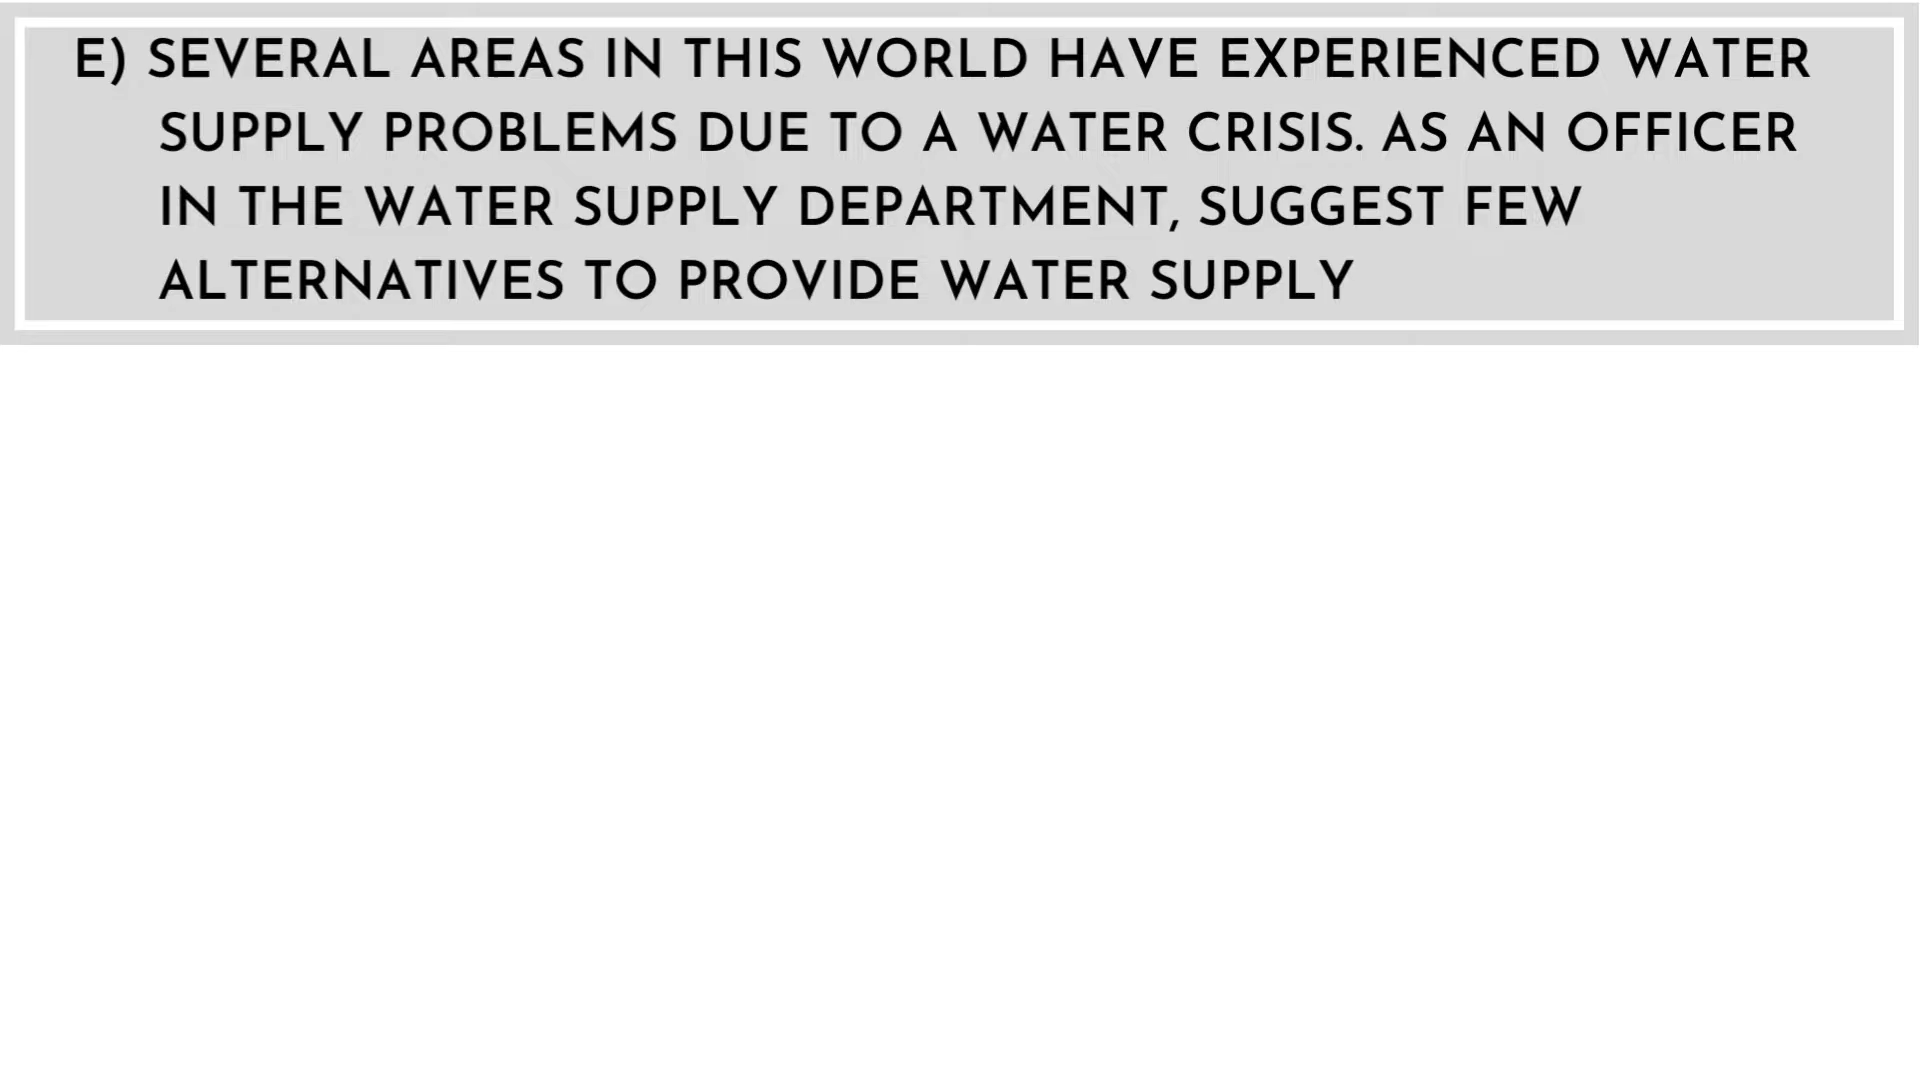 E) SEVERAL AREAS IN THIS WORLD HAVE EXPERIENCED WATER
SUPPLY PROBLEMS DUE TO A WATER CRISIS. AS AN OFFICER
IN THE WATER SUPPLY DEPARTMENT, SUGGEST FEW
ALTERNATIVES TO PROVIDE WATER SUPPLY